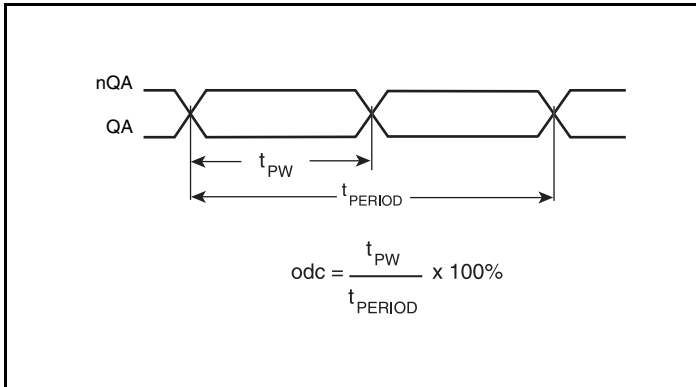 nQA
QA
tPW
tPERIOD
odc = tPW / tPERIOD x 100%